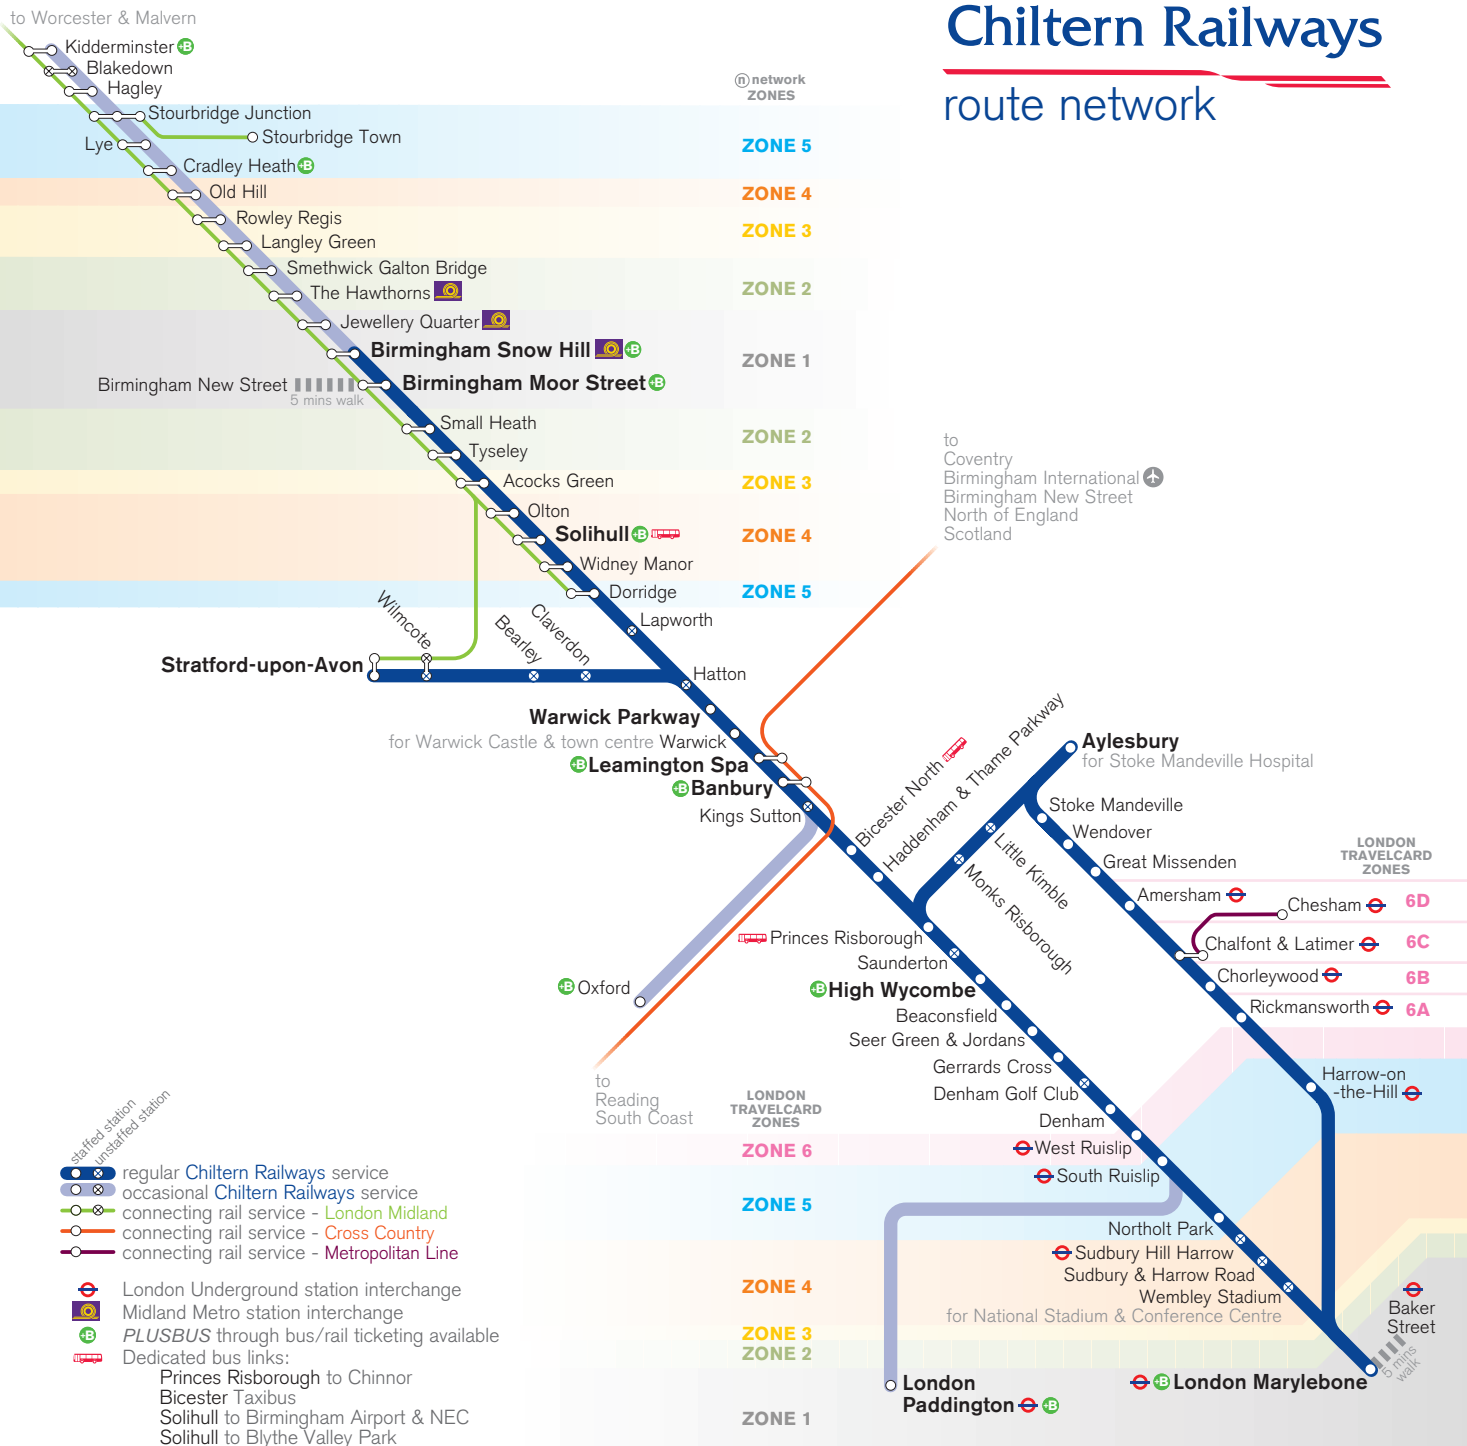 to Worcester & Malvern
Chiltern Railways
route network
Kidderminster +B
Blakedown
Hagley
n network
ZONES
Stourbridge Junction
Stourbridge Town
Lye
ZONE 5
Cradley Heath +B
Old Hill
ZONE 4
Rowley Regis
ZONE 3
Langley Green
Smethwick Galton Bridge
The Hawthorns
ZONE 2
Jewellery Quarter
Birmingham Snow Hill +B
ZONE 1
Birmingham New Street
5 mins walk
Birmingham Moor Street +B
Small Heath
ZONE 2
Tyseley
Acocks Green
ZONE 3
Olton
Solihull +B
ZONE 4
Widney Manor
Dorridge
ZONE 5
Lapworth
to
Coventry
Birmingham International
Birmingham New Street
North of England
Scotland
Wilmcote
Bearley
Claverdon
Stratford-upon-Avon
Hatton
Warwick Parkway
for Warwick Castle & town centre Warwick
+B Leamington Spa
+B Banbury
Kings Sutton
Bicester North
Haddenham & Thame Parkway
Aylesbury
for Stoke Mandeville Hospital
Little Kimble
Monks Risborough
Stoke Mandeville
Wendover
Great Missenden
LONDON
TRAVELCARD
ZONES
Amersham
Chesham
6D
Chalfont & Latimer
6C
Chorleywood
6B
Rickmansworth
6A
Princes Risborough
Saunderton
+B Oxford
+B High Wycombe
Beaconsfield
Seer Green & Jordans
Gerrards Cross
Denham Golf Club
Denham
Harrow-on
-the-Hill
to
Reading
South Coast
LONDON
TRAVELCARD
ZONES
West Ruislip
ZONE 6
South Ruislip
ZONE 5
Northolt Park
Sudbury Hill Harrow
Sudbury & Harrow Road
Wembley Stadium
for National Stadium & Conference Centre
ZONE 4
ZONE 3
ZONE 2
ZONE 1
Baker
Street
5 mins
walk
London
Paddington +B
+B London Marylebone
staffed station
unstaffed station
regular Chiltern Railways service
occasional Chiltern Railways service
connecting rail service - London Midland
connecting rail service - Cross Country
connecting rail service - Metropolitan Line
London Underground station interchange
Midland Metro station interchange
+B PLUSBUS through bus/rail ticketing available
Dedicated bus links:
Princes Risborough to Chinnor
Bicester Taxibus
Solihull to Birmingham Airport & NEC
Solihull to Blythe Valley Park